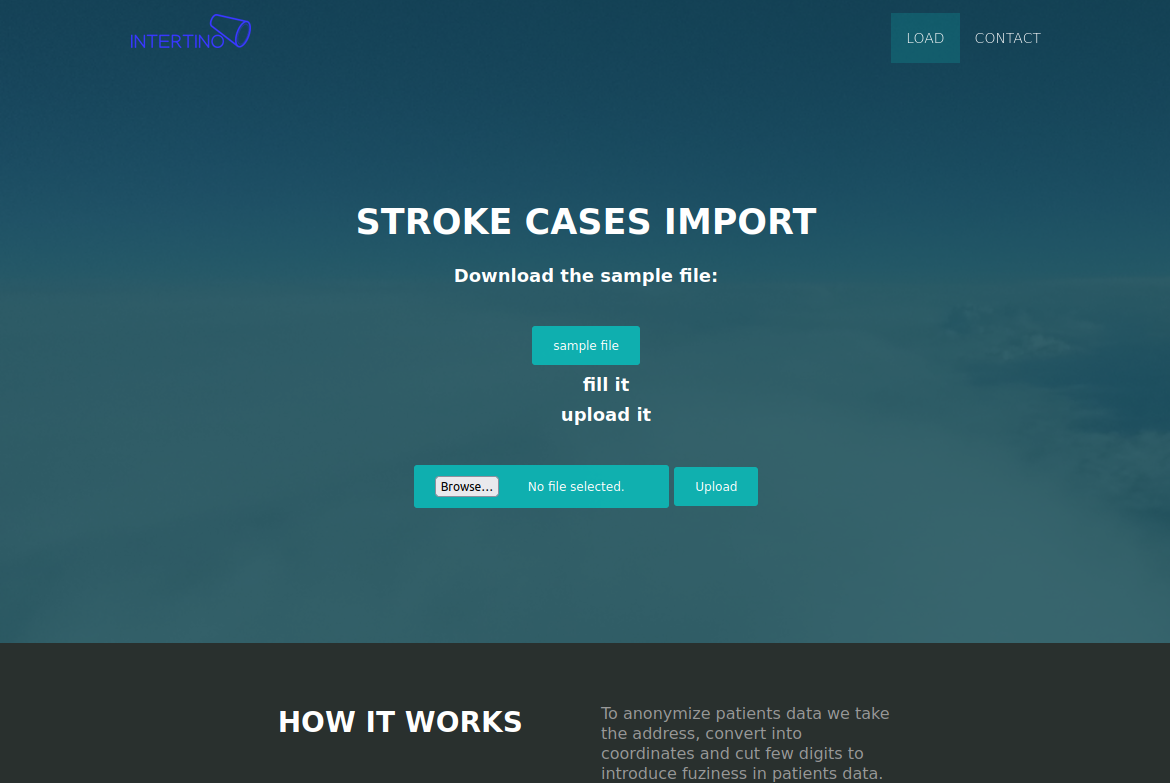 INTERTINO
LOAD
CONTACT
STROKE CASES IMPORT
Download the sample file:
sample file
fill it
upload it
Browse...
No file selected.
Upload
HOW IT WORKS
To anonymize patients data we take
the address, convert into
coordinates and cut few digits to
introduce fuziness in patients data.